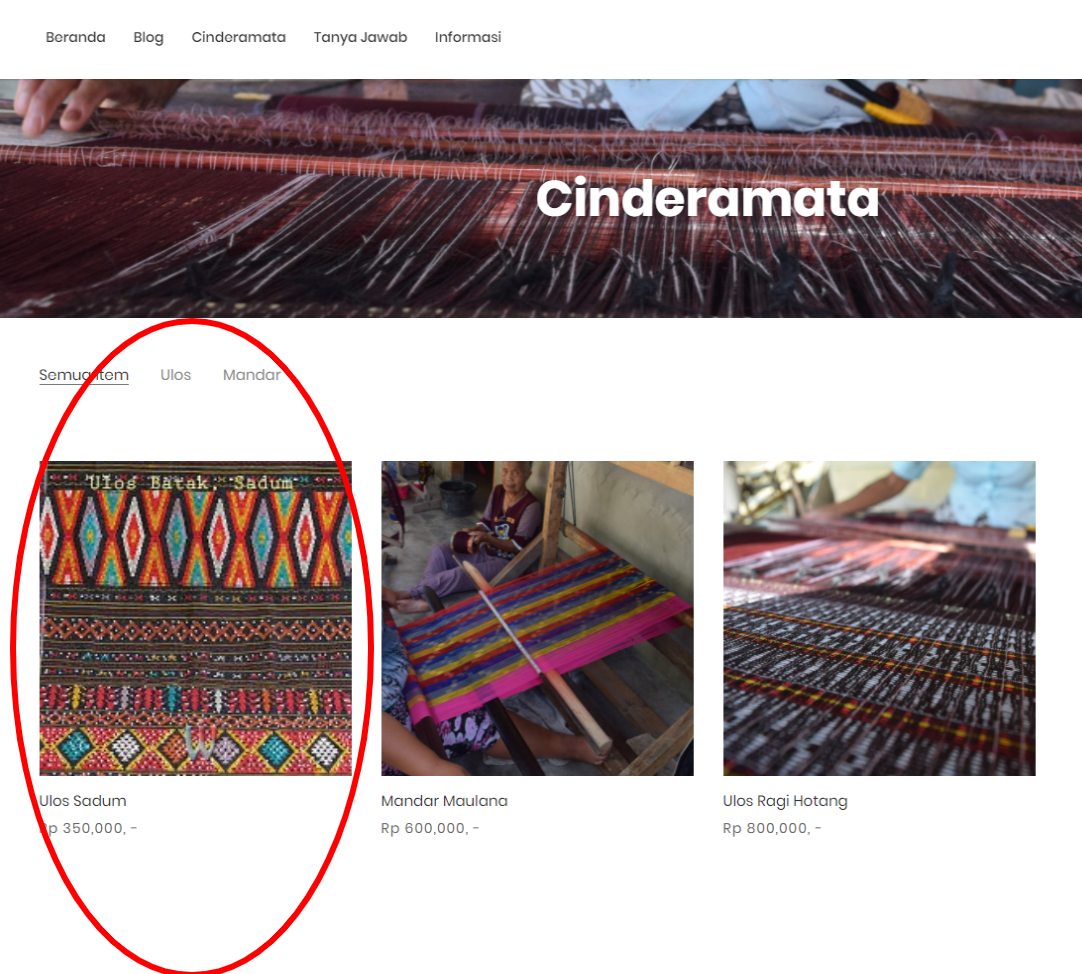 Beranda Blog Cinderamata Tanya Jawab Informasi
Cinderamata
Semua Item Ulos Mandar
Ulos Batak, Sadum
W
Ulos Sadum Mandar Maulana Ulos Ragi Hotang
Rp 350,000, - Rp 600,000, - Rp 800,000, -